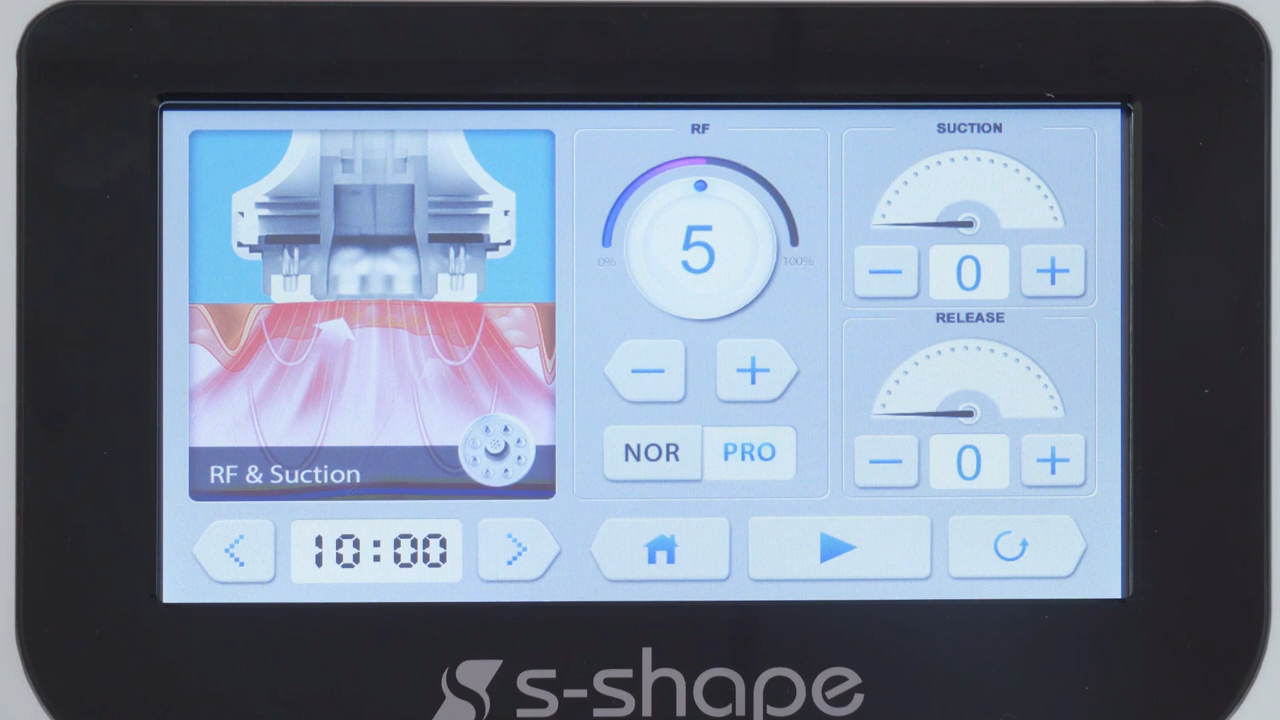 RF
SUCTION
5
0%
100%
0
RELEASE
NOR
PRO
0
RF & Suction
10:00
s-shape